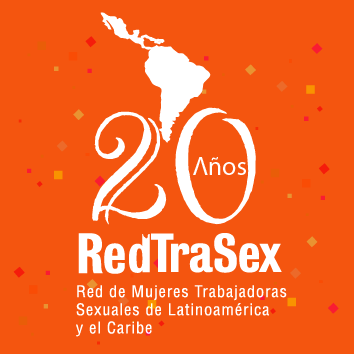 20
Años
RedTraSex
Red de Mujeres Trabajadoras
Sexuales de Latinoamérica
y el Caribe